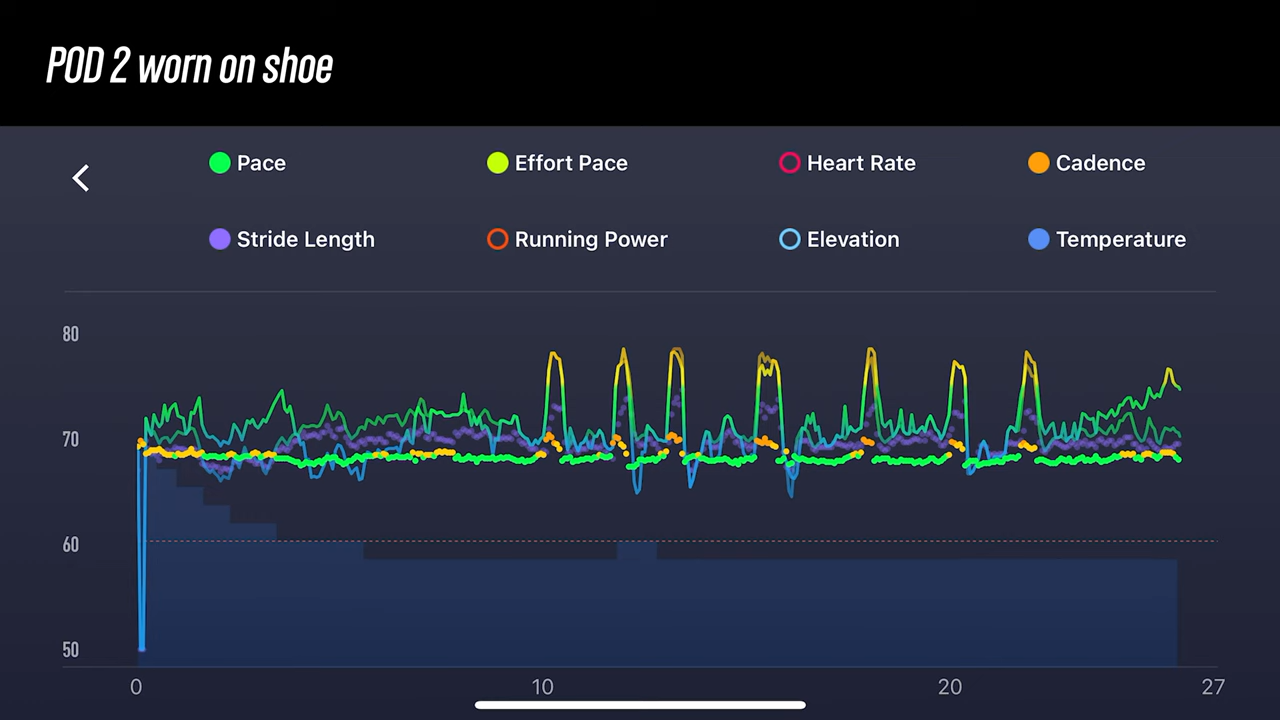 POD 2 worn on shoe
Pace Effort Pace Heart Rate Cadence
Stride Length Running Power Elevation Temperature
80
70
60
50
0 10 20 27